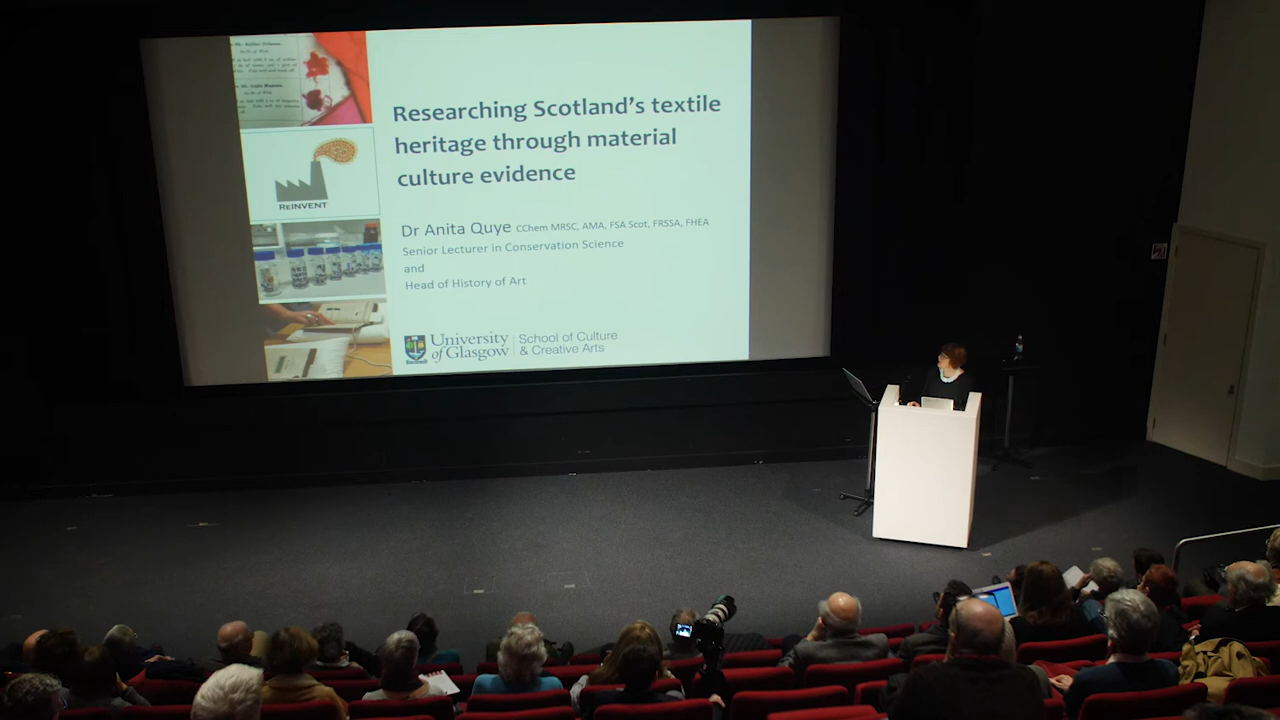 Researching Scotland's textile
heritage through material
culture evidence
REINVENT
Dr Anita Quye CChem MRSC, AMA, FSA Scot, FRSSA, FHEA
Senior Lecturer in Conservation Science
and
Head of History of Art
University
of Glasgow
School of Culture
& Creative Arts